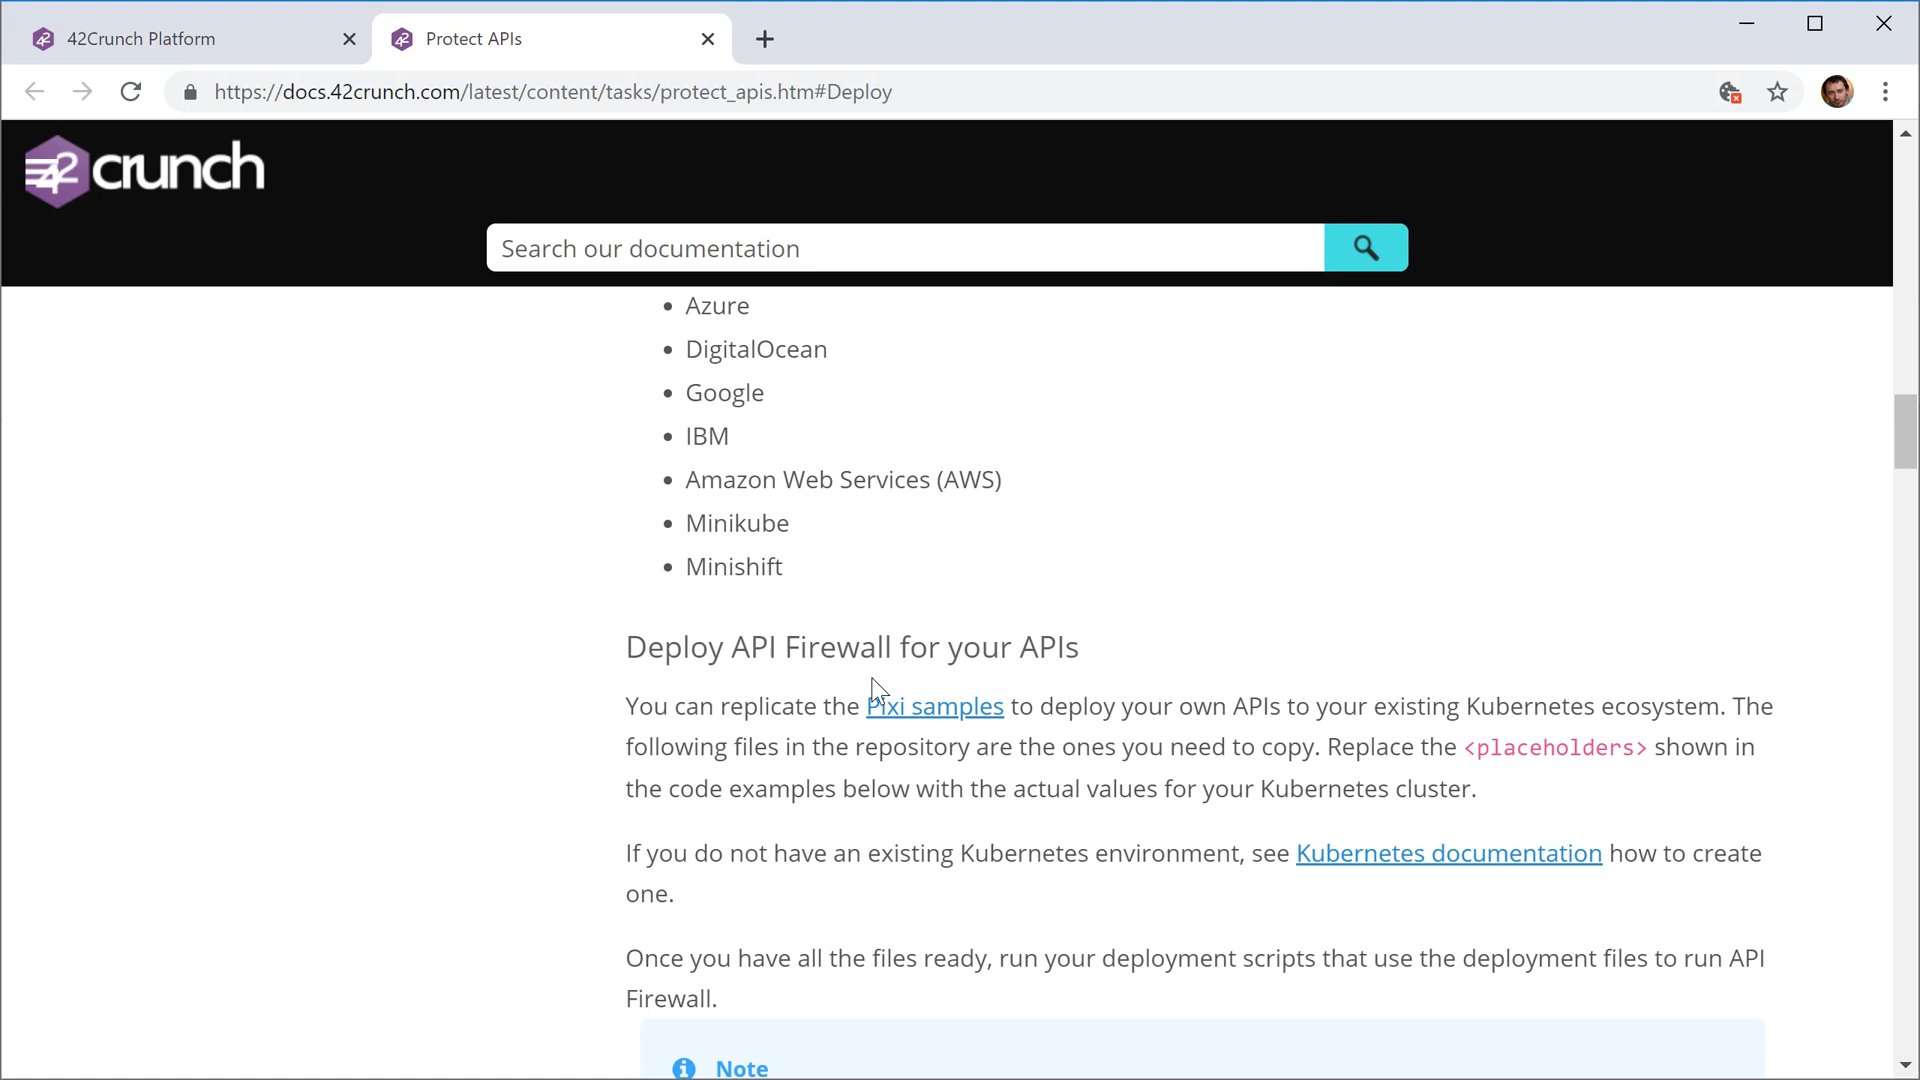 42Crunch Platform
Protect APIs
https://docs.42crunch.com/latest/content/tasks/protect_apis.htm#Deploy
42crunch
Search our documentation
Azure
DigitalOcean
Google
IBM
Amazon Web Services (AWS)
Minikube
Minishift
Deploy API Firewall for your APIs
You can replicate the Pixi samples to deploy your own APIs to your existing Kubernetes ecosystem. The
following files in the repository are the ones you need to copy. Replace the <placeholders> shown in
the code examples below with the actual values for your Kubernetes cluster.
If you do not have an existing Kubernetes environment, see Kubernetes documentation how to create
one.
Once you have all the files ready, run your deployment scripts that use the deployment files to run API
Firewall.
Note